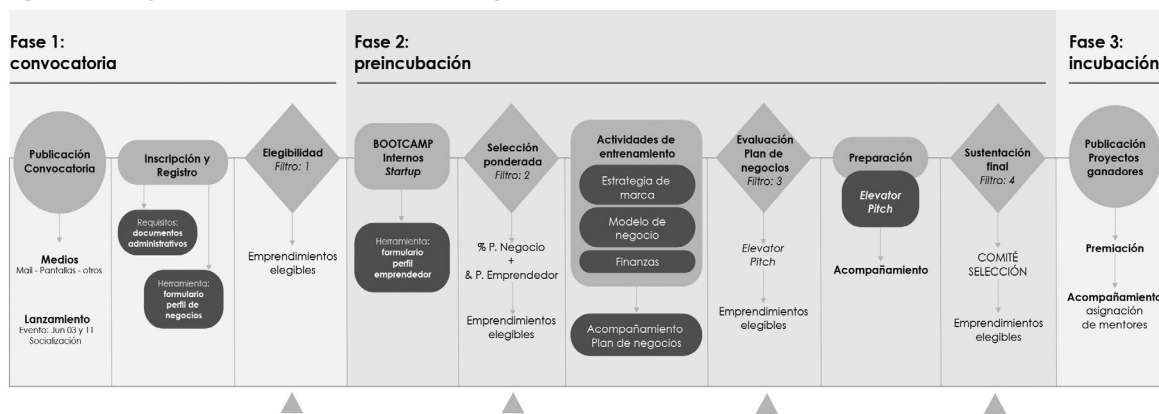 Fase 1:
convocatoria
Publicación
Convocatoria
Medios
Mail - Pantallas - otros
Lanzamiento
Evento: Jun 03 y 11
Socialización
Inscripción y
Registro
Requisitos:
documentos
administrativos
Herramienta:
formulario
perfil de
negocios
Elegibilidad
Filtro: 1
Emprendimientos
elegibles
Fase 2:
preincubación
BOOTCAMP
Internos
Startup
Herramienta:
formulario
perfil
emprendedor
Selección
ponderada
Filtro: 2
% P. Negocio
+
& P. Emprendedor
Emprendimientos
elegibles
Actividades de
entrenamiento
Estrategia de
marca
Modelo de
negocio
Finanzas
Acompañamiento
Plan de negocios
Evaluación
Plan de
negocios
Filtro: 3
Elevator
Pitch
Emprendimientos
elegibles
Preparación
Elevator
Pitch
Acompañamiento
Sustentación
final
Filtro: 4
COMITÉ
SELECCIÓN
Emprendimientos
elegibles
Fase 3:
incubación
Publicación
Proyectos
ganadores
Premiación
Acompañamiento
asignación
de mentores